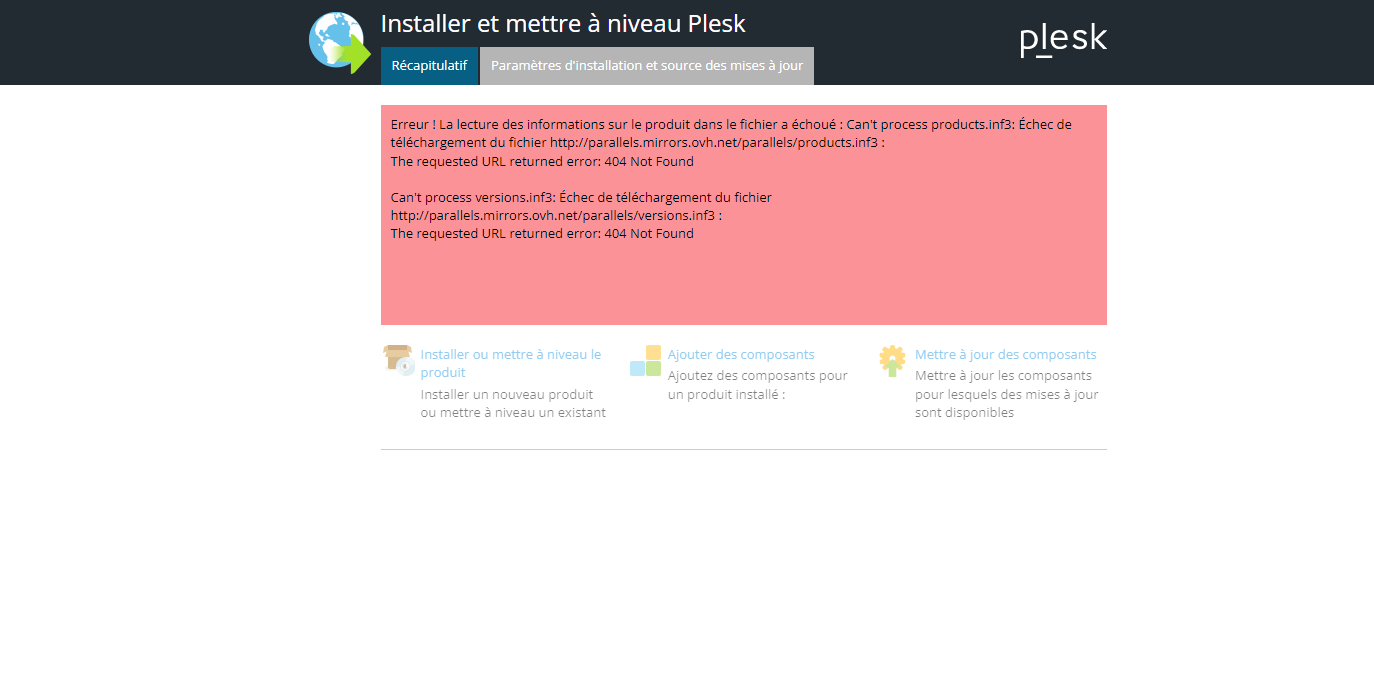 Installer et mettre à niveau Plesk
plesk
Récapitulatif
Paramètres d'installation et source des mises à jour
Erreur ! La lecture des informations sur le produit dans le fichier a échoué : Can't process products.inf3: Échec de
téléchargement du fichier http://parallels.mirrors.ovh.net/parallels/products.inf3 :
The requested URL returned error: 404 Not Found
Can't process versions.inf3: Échec de téléchargement du fichier
http://parallels.mirrors.ovh.net/parallels/versions.inf3 :
The requested URL returned error: 404 Not Found
Installer ou mettre à niveau le
produit
Installer un nouveau produit
ou mettre à niveau un existant
Ajouter des composants
Ajoutez des composants pour
un produit installé :
Mettre à jour des composants
Mettre à jour les composants
pour lesquels des mises à jour
sont disponibles